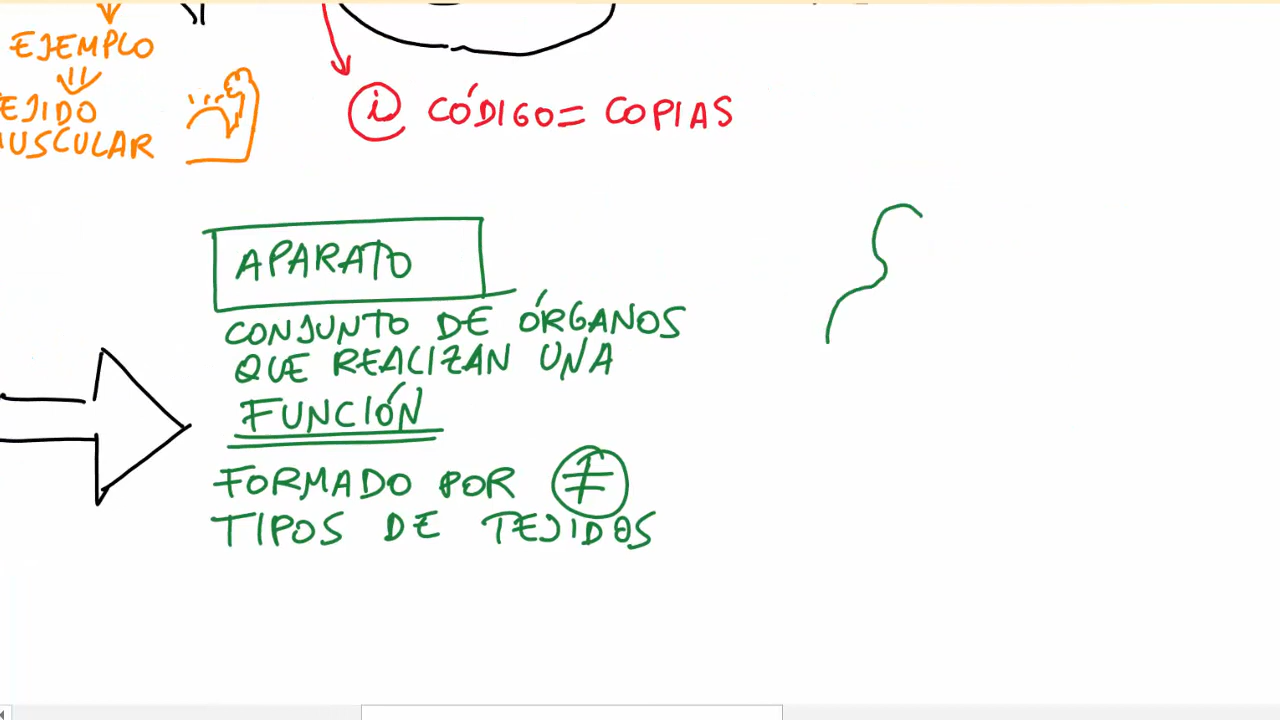 EJEMPLO
EJIDO
USCULAR
i CÓDIGO= COPIAS
APARATO
CONJUNTO DE ÓRGANOS
QUE REALIZAN UNA
FUNCIÓN
FORMADO POR ≠
TIPOS DE TEJIDOS